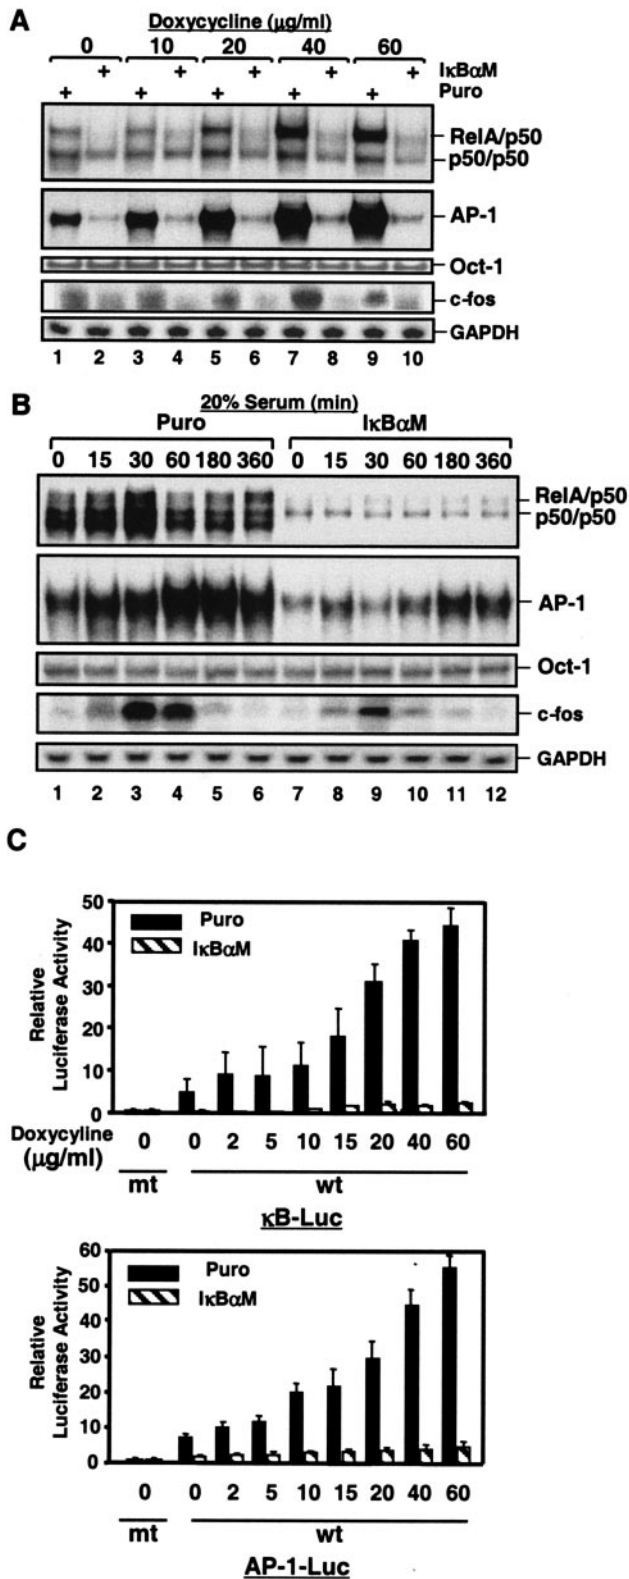 A
Doxycycline (μg/ml)
0 10 20 40 60
+ + + + + IκBαM
+ + + + + Puro
RelA/p50
p50/p50
AP-1
Oct-1
c-fos
GAPDH
1 2 3 4 5 6 7 8 9 10
B
20% Serum (min)
Puro IκBαM
0 15 30 60 180 360 0 15 30 60 180 360
RelA/p50
p50/p50
AP-1
Oct-1
c-fos
GAPDH
1 2 3 4 5 6 7 8 9 10 11 12
C
Relative
Luciferase Activity
50
40
30
20
10
0
Puro
IκBαM
Doxycyline
(μg/ml)
0 0 2 5 10 15 20 40 60
mt wt
κB-Luc
Relative
Luciferase Activity
60
50
40
30
20
10
0
Puro
IκBαM
0 0 2 5 10 15 20 40 60
mt wt
AP-1-Luc